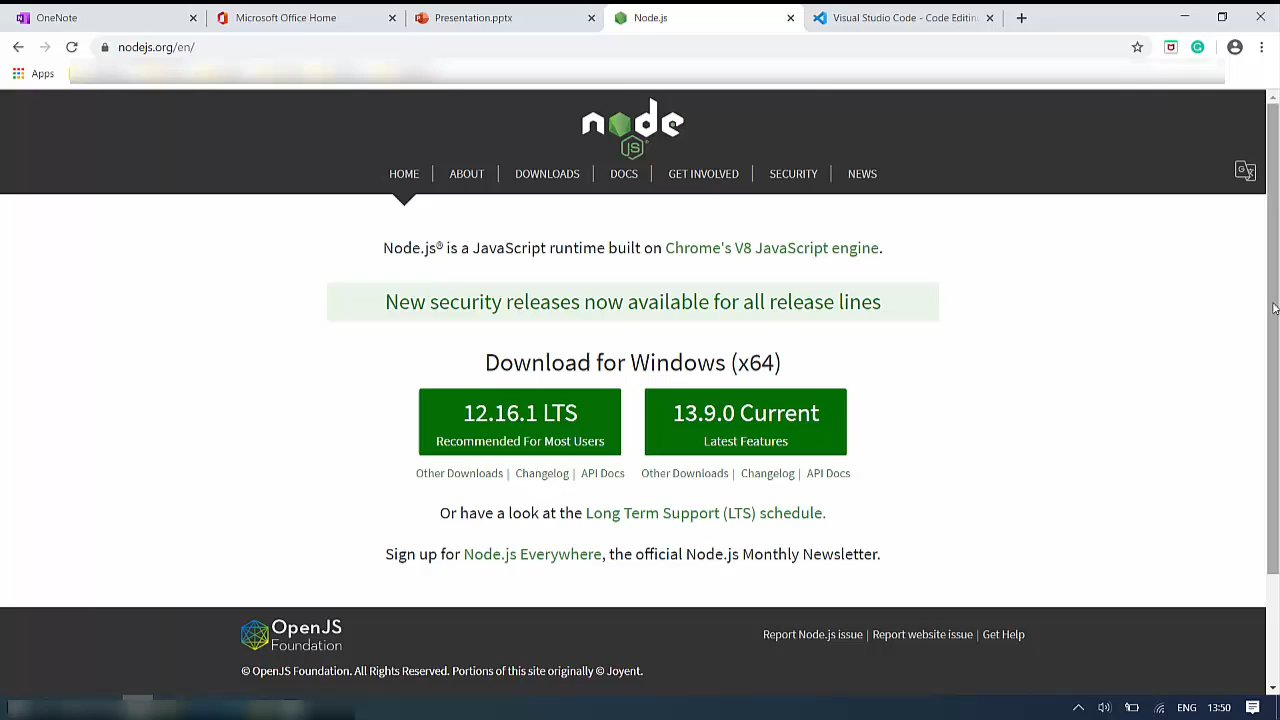 OneNote
Microsoft Office Home
Presentation.pptx
Node.js
Visual Studio Code - Code Editin
nodejs.org/en/
Apps
node
JS
HOME
ABOUT
DOWNLOADS
DOCS
GET INVOLVED
SECURITY
NEWS
Node.js® is a JavaScript runtime built on Chrome's V8 JavaScript engine.
New security releases now available for all release lines
Download for Windows (x64)
12.16.1 LTS
Recommended For Most Users
13.9.0 Current
Latest Features
Other Downloads | Changelog | API Docs
Other Downloads | Changelog | API Docs
Or have a look at the Long Term Support (LTS) schedule.
Sign up for Node.js Everywhere, the official Node.js Monthly Newsletter.
OpenJS
Foundation
Report Node.js issue | Report website issue | Get Help
© OpenJS Foundation. All Rights Reserved. Portions of this site originally © Joyent.
ENG
13:50